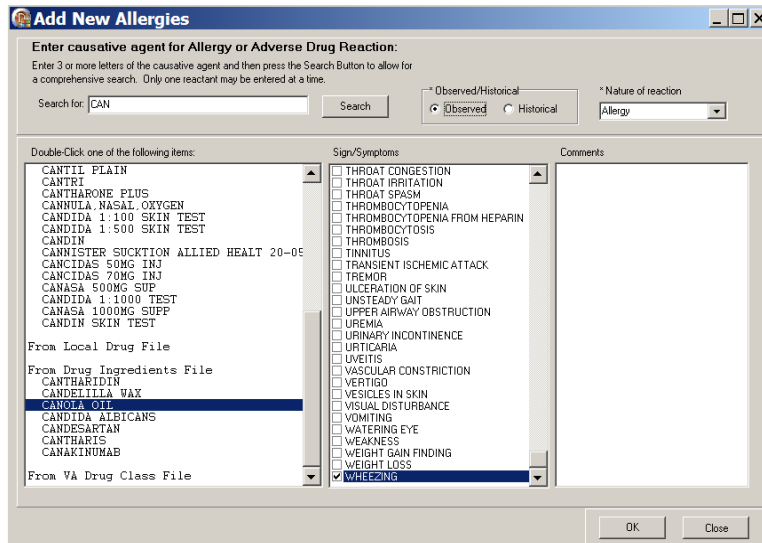 Add New Allergies
Enter causative agent for Allergy or Adverse Drug Reaction:
Enter 3 or more letters of the causative agent and then press the Search Button to allow for
a comprehensive search. Only one reactant may be entered at a time.
Search for: CAN
Search
* Observed/Historical
Observed
Historical
* Nature of reaction
Allergy
Double-Click one of the following items:
CANTIL PLAIN
CANTRI
CANTHARONE PLUS
CANNULA,NASAL,OXYGEN
CANDIDA 1:100 SKIN TEST
CANDIDA 1:500 SKIN TEST
CANDIN
CANNISTER SUCKTION ALLIED HEALT 20-05
CANCIDAS 50MG INJ
CANCIDAS 70MG INJ
CANASA 500MG SUP
CANDIDA 1:1000 TEST
CANASA 1000MG SUPP
CANDIN SKIN TEST
From Local Drug File
From Drug Ingredients File
CANTHARIDIN
CANDELILLA WAX
CANOLA OIL
CANDIDA ALBICANS
CANDESARTAN
CANTHARIS
CANAKINUMAB
From VA Drug Class File
Sign/Symptoms
THROAT CONGESTION
THROAT IRRITATION
THROAT SPASM
THROMBOCYTOPENIA
THROMBOCYTOPENIA FROM HEPARIN
THROMBOCYTOSIS
THROMBOSIS
TINNITUS
TRANSIENT ISCHEMIC ATTACK
TREMOR
ULCERATION OF SKIN
UNSTEADY GAIT
UPPER AIRWAY OBSTRUCTION
UREMIA
URINARY INCONTINENCE
URTICARIA
UVEITIS
VASCULAR CONSTRICTION
VERTIGO
VESICLES IN SKIN
VISUAL DISTURBANCE
VOMITING
WATERING EYE
WEAKNESS
WEIGHT GAIN FINDING
WEIGHT LOSS
WHEEZING
Comments
OK
Close